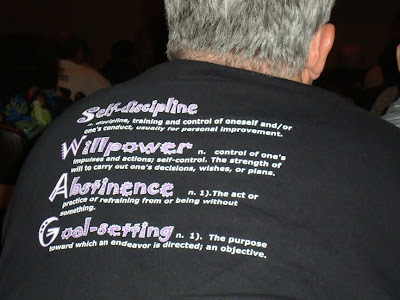 Self-discipline
n. discipline, training and control of oneself and/or
one's conduct, usually for personal improvement.
Willpower n. control of one's
impulses and actions; self-control. The strength of
will to carry out one's decisions, wishes, or plans.
Abstinence n. 1).The act or
practice or refraining from or being without
something.
Goal-setting n. 1). The purpose
toward which an endeavor is directed; an objective.